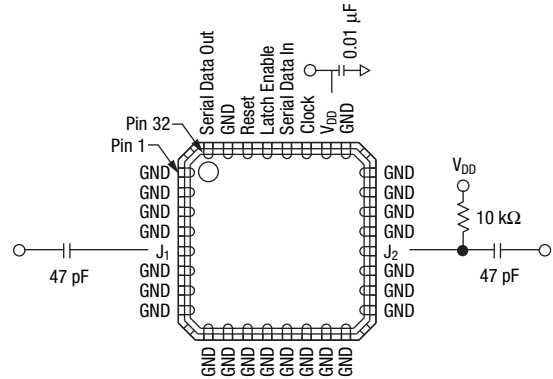 Serial Data Out
GND
Reset
Latch Enable
Serial Data In
Clock
VDD
GND
0.01 µF
Pin 32
Pin 1
GND
GND
GND
GND
J1
GND
GND
GND
47 pF
GND
GND
GND
GND
J2
GND
GND
GND
VDD
10 kΩ
47 pF
GND
GND
GND
GND
GND
GND
GND
GND